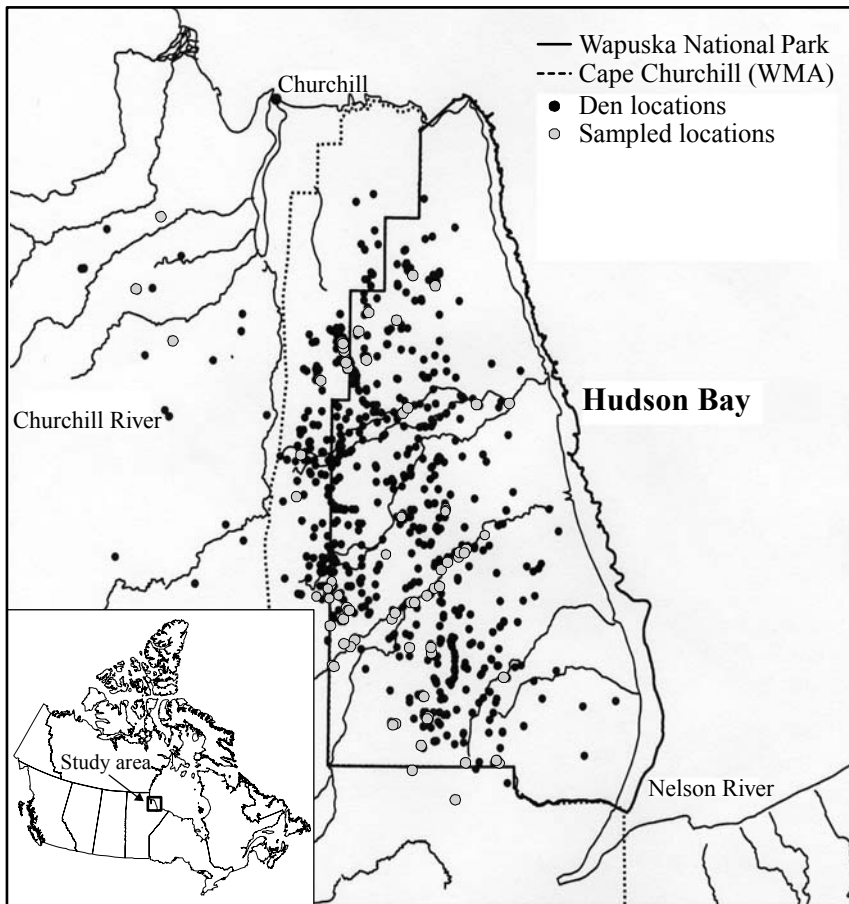 Wapuska National Park
Cape Churchill (WMA)
Den locations
Sampled locations
Churchill
Hudson Bay
Churchill River
Study area
Nelson River